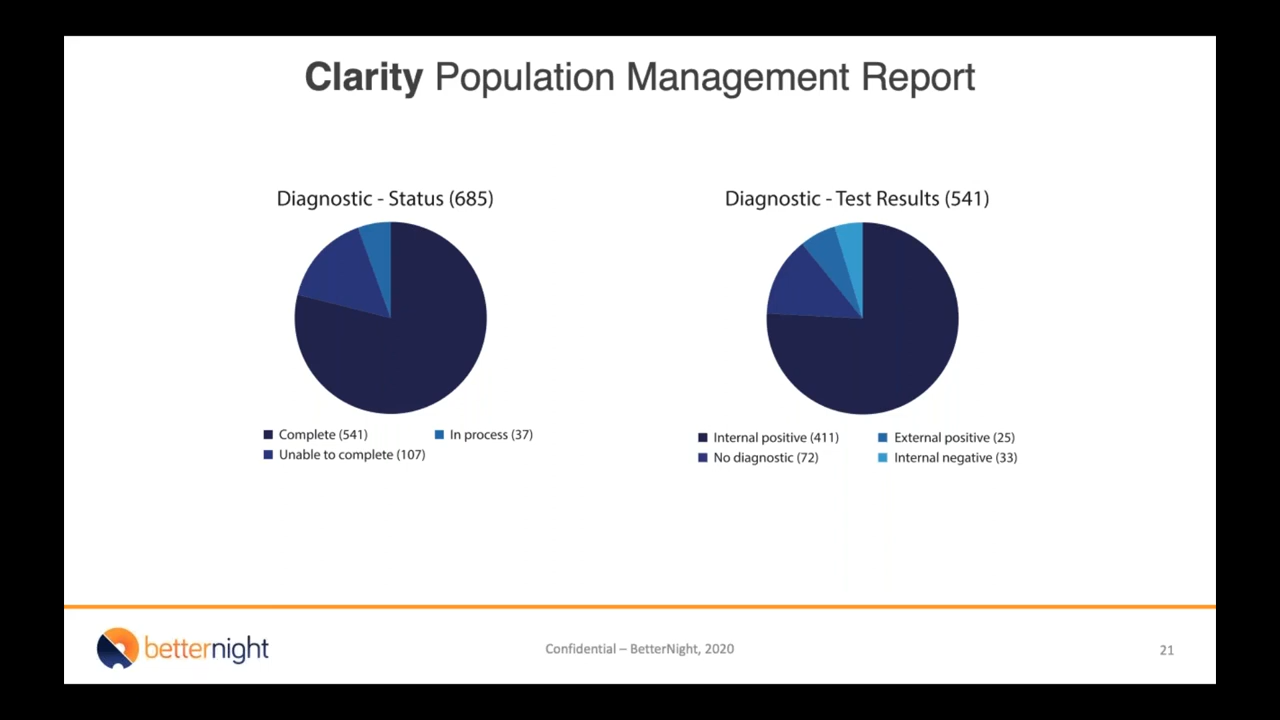 Clarity Population Management Report
Diagnostic - Status (685)
Complete (541)
In process (37)
Unable to complete (107)
Diagnostic - Test Results (541)
Internal positive (411)
External positive (25)
No diagnostic (72)
Internal negative (33)
betternight
Confidential – BetterNight, 2020
21